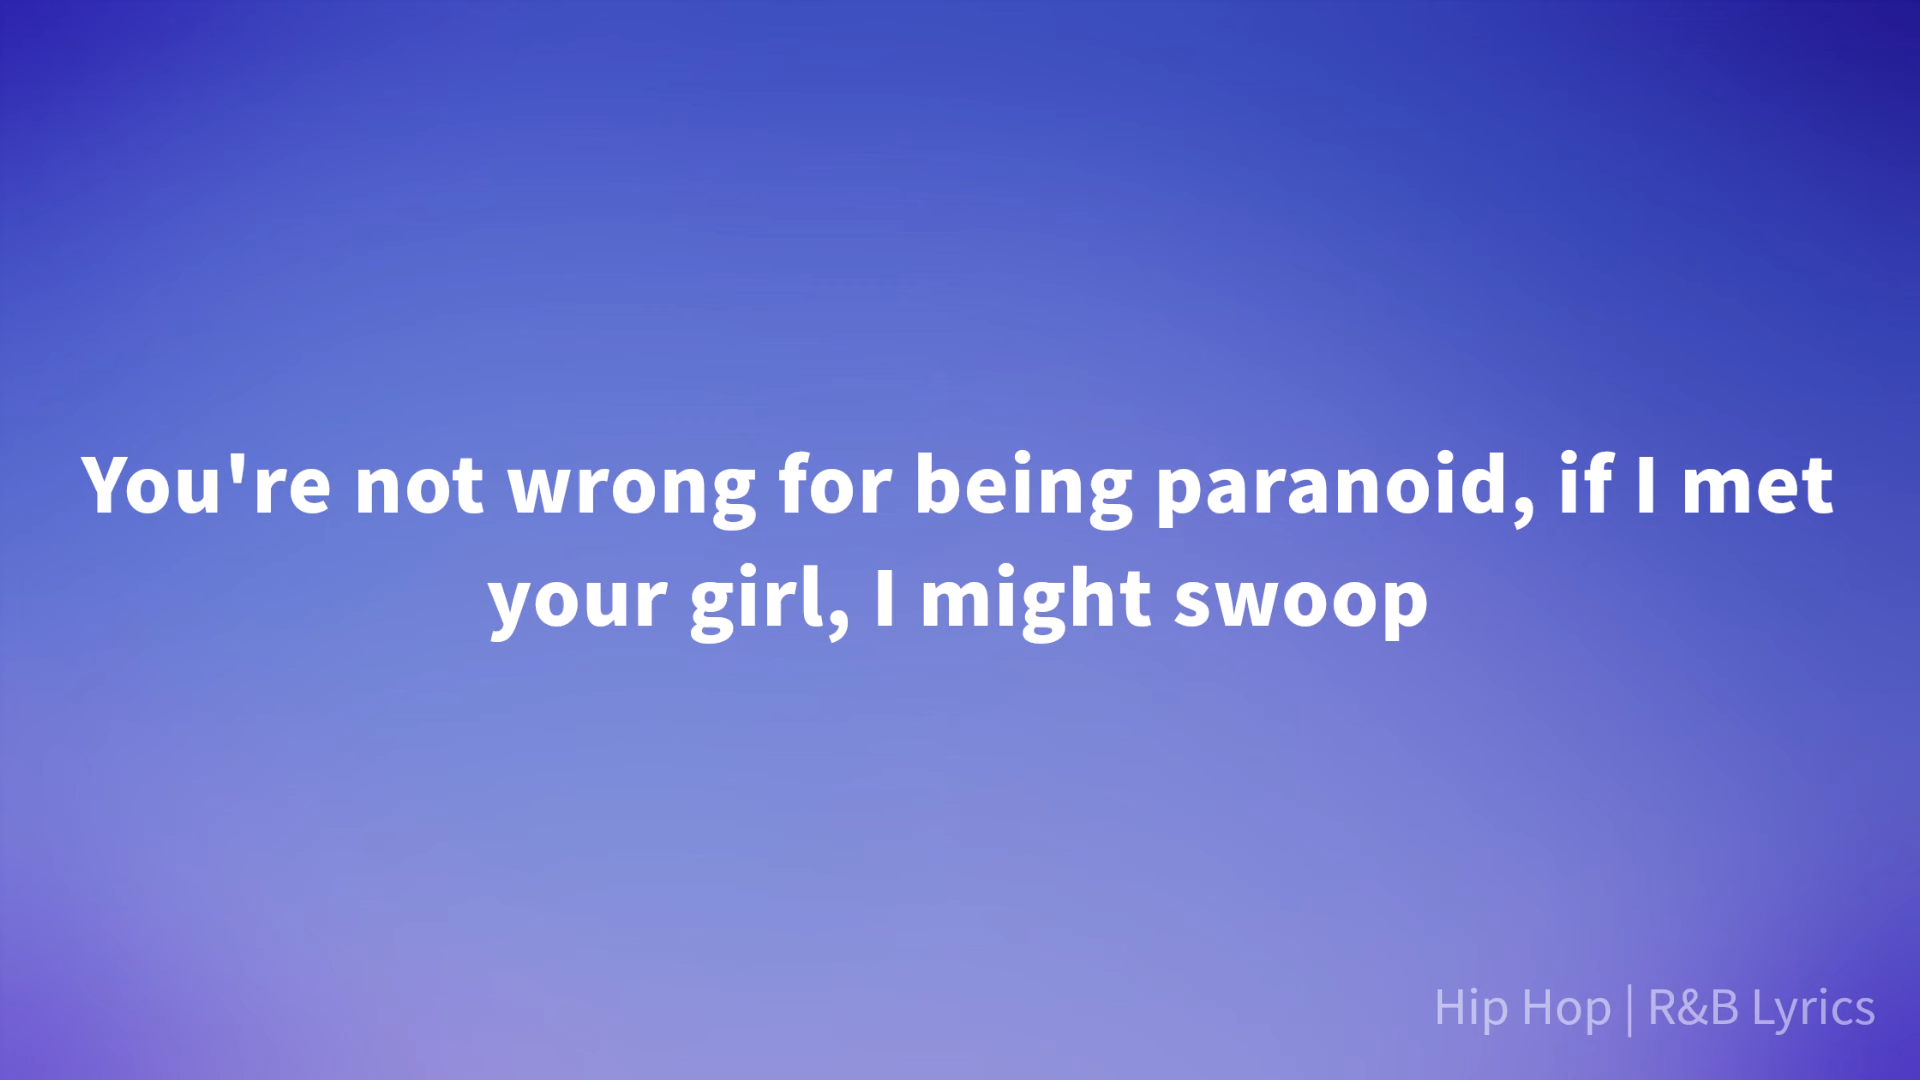 You're not wrong for being paranoid, if I met
your girl, I might swoop
Hip Hop | R&B Lyrics